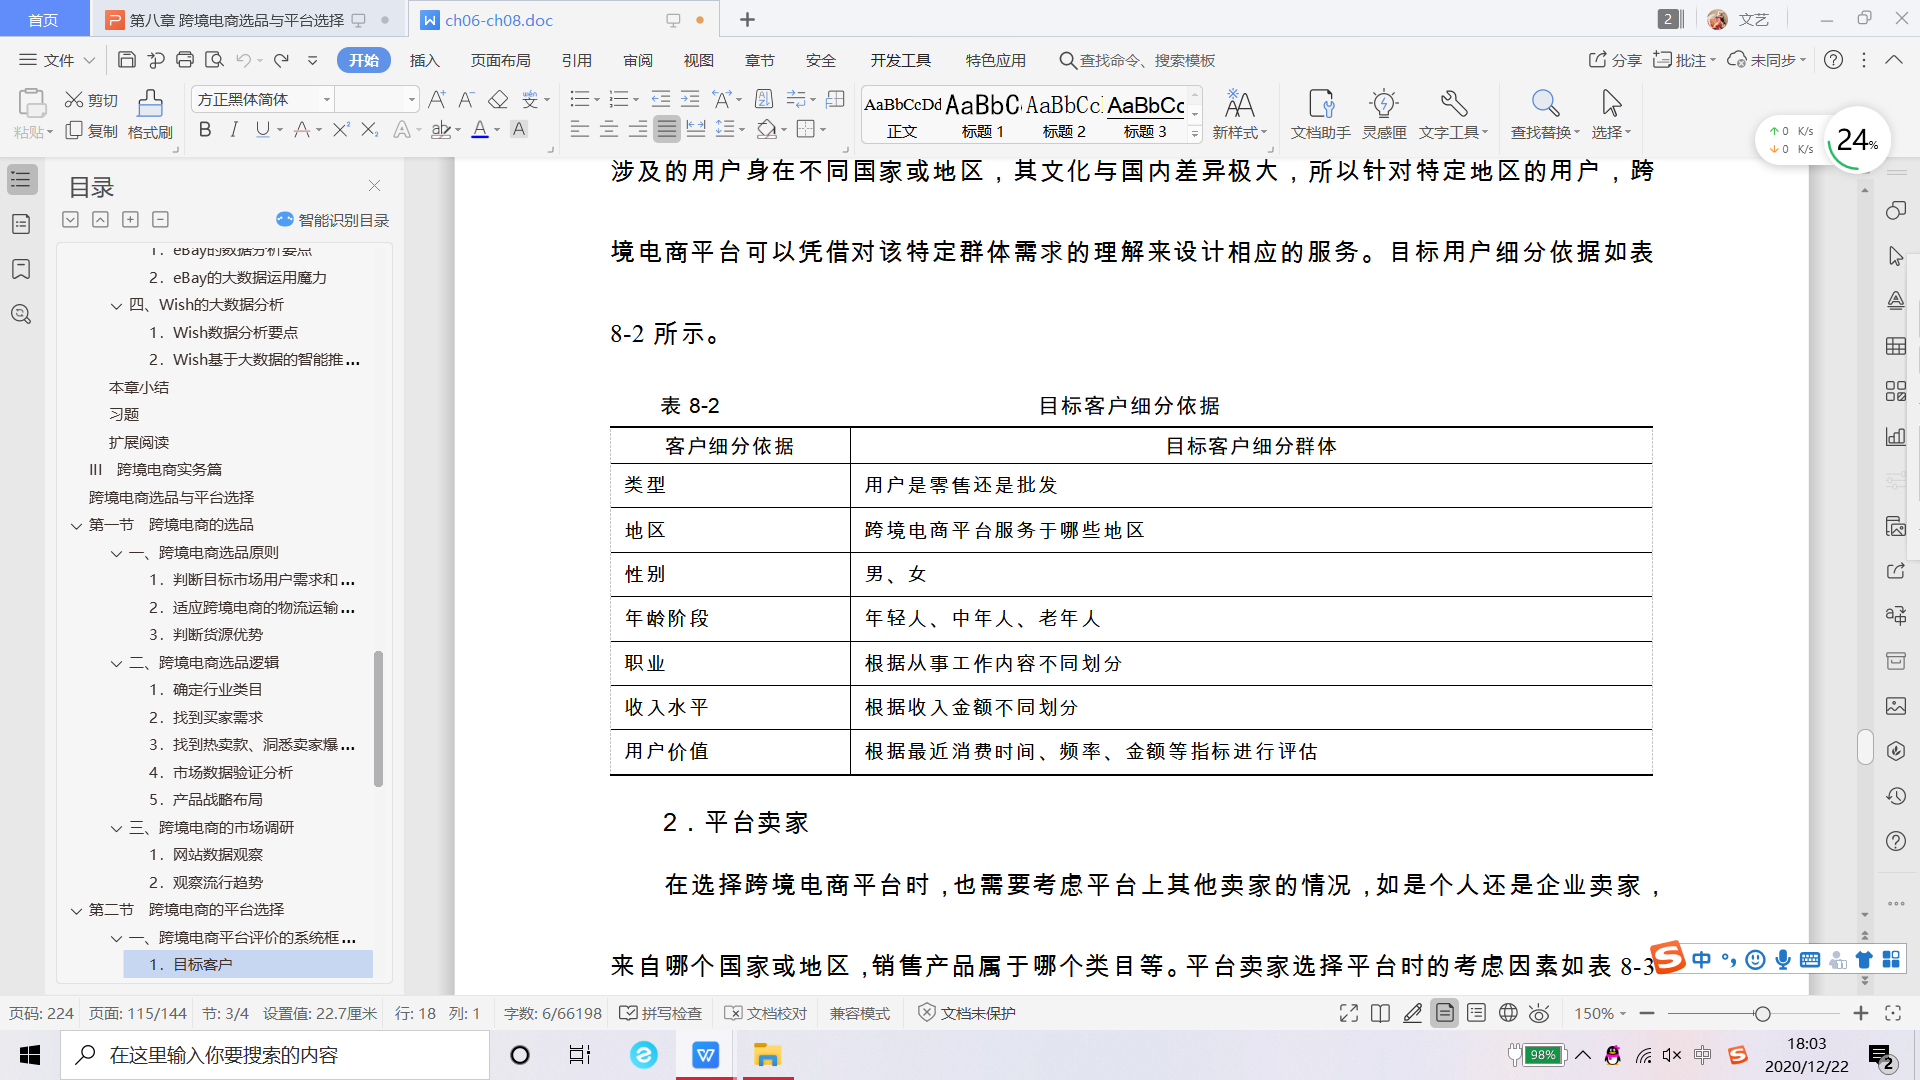 首页
第八章 跨境电商选品与平台选择
ch06-ch08.doc
2
文艺
文件
开始
插入
页面布局
引用
审阅
视图
章节
安全
开发工具
特色应用
查找命令、搜索模板
分享
批注
未同步
粘贴
剪切
复制
格式刷
方正黑体简体
AaBbCcDd
正文
AaBbC
标题 1
AaBbCc
标题 2
AaBbCc
标题 3
新样式
文档助手
灵感匣
文字工具
查找替换
选择
0 K/s
0 K/s
24%
目录
智能识别目录
1. eBay的数据分析要点
2. eBay的大数据运用魔力
四、Wish的大数据分析
1. Wish数据分析要点
2. Wish基于大数据的智能推...
本章小结
习题
扩展阅读
III 跨境电商实务篇
跨境电商选品与平台选择
第一节 跨境电商的选品
一、跨境电商选品原则
1. 判断目标市场用户需求和...
2. 适应跨境电商的物流运输...
3. 判断货源优势
二、跨境电商选品逻辑
1. 确定行业类目
2. 找到买家需求
3. 找到热卖款、洞悉卖家爆...
4. 市场数据验证分析
5. 产品战略布局
三、跨境电商的市场调研
1. 网站数据观察
2. 观察流行趋势
第二节 跨境电商的平台选择
一、跨境电商平台评价的系统框...
1. 目标客户
涉及的用户身在不同国家或地区，其文化与国内差异极大，所以针对特定地区的用户，跨
境电商平台可以凭借对该特定群体需求的理解来设计相应的服务。目标用户细分依据如表
8-2 所示。
表 8-2 目标客户细分依据
客户细分依据 目标客户细分群体
类型 用户是零售还是批发
地区 跨境电商平台服务于哪些地区
性别 男、女
年龄阶段 年轻人、中年人、老年人
职业 根据从事工作内容不同划分
收入水平 根据收入金额不同划分
用户价值 根据最近消费时间、频率、金额等指标进行评估
2．平台卖家
在选择跨境电商平台时，也需要考虑平台上其他卖家的情况，如是个人还是企业卖家，
来自哪个国家或地区，销售产品属于哪个类目等。平台卖家选择平台时的考虑因素如表 8-3
中
页码: 224 页面: 115/144 节: 3/4 设置值: 22.7厘米 行: 18 列: 1 字数: 6/66198 拼写检查 文档校对 兼容模式 文档未保护
150%
在这里输入你要搜索的内容
98%
中
18:03
2020/12/22
2